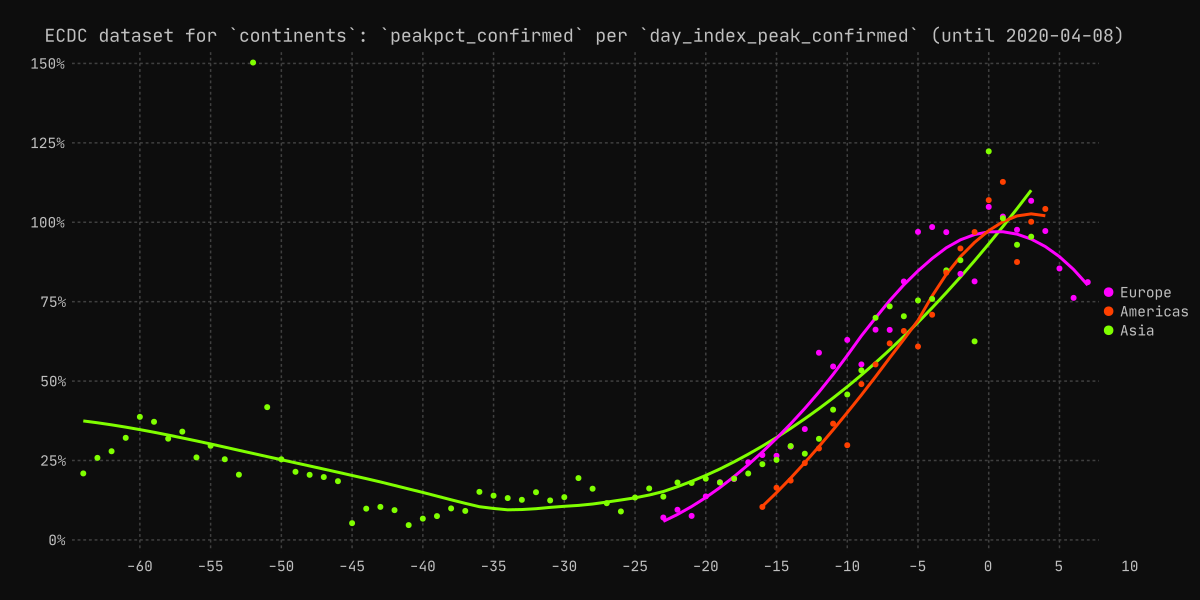 ECDC dataset for `continents`: `peakpct_confirmed` per `day_index_peak_confirmed` (until 2020-04-08)
150%
125%
100%
75%
50%
25%
0%
Europe
Americas
Asia
-60 -55 -50 -45 -40 -35 -30 -25 -20 -15 -10 -5 0 5 10